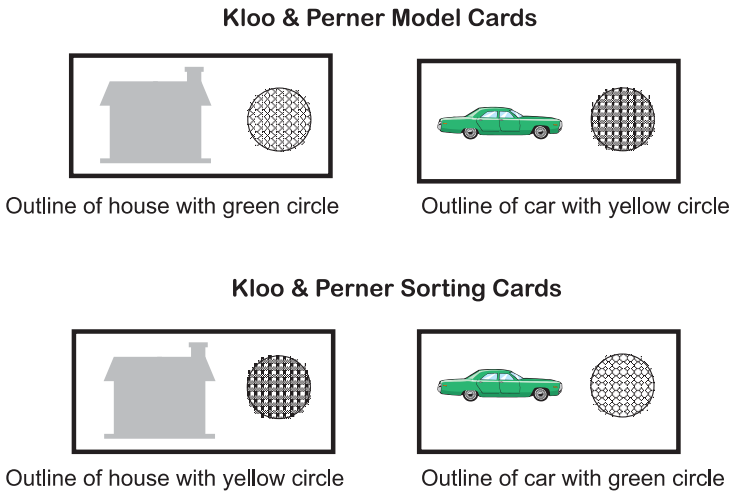 Kloo & Perner Model Cards
Outline of house with green circle
Outline of car with yellow circle
Kloo & Perner Sorting Cards
Outline of house with yellow circle
Outline of car with green circle